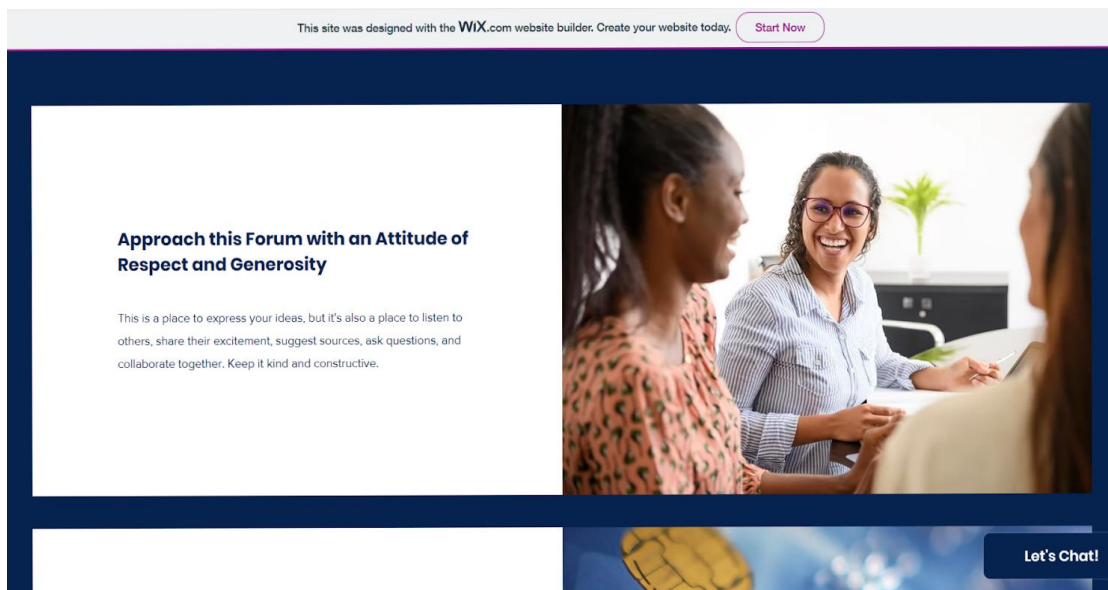 This site was designed with the WiX.com website builder. Create your website today. Start Now
Approach this Forum with an Attitude of
Respect and Generosity
This is a place to express your ideas, but it's also a place to listen to
others, share their excitement, suggest sources, ask questions, and
collaborate together. Keep it kind and constructive.
Let's Chat!